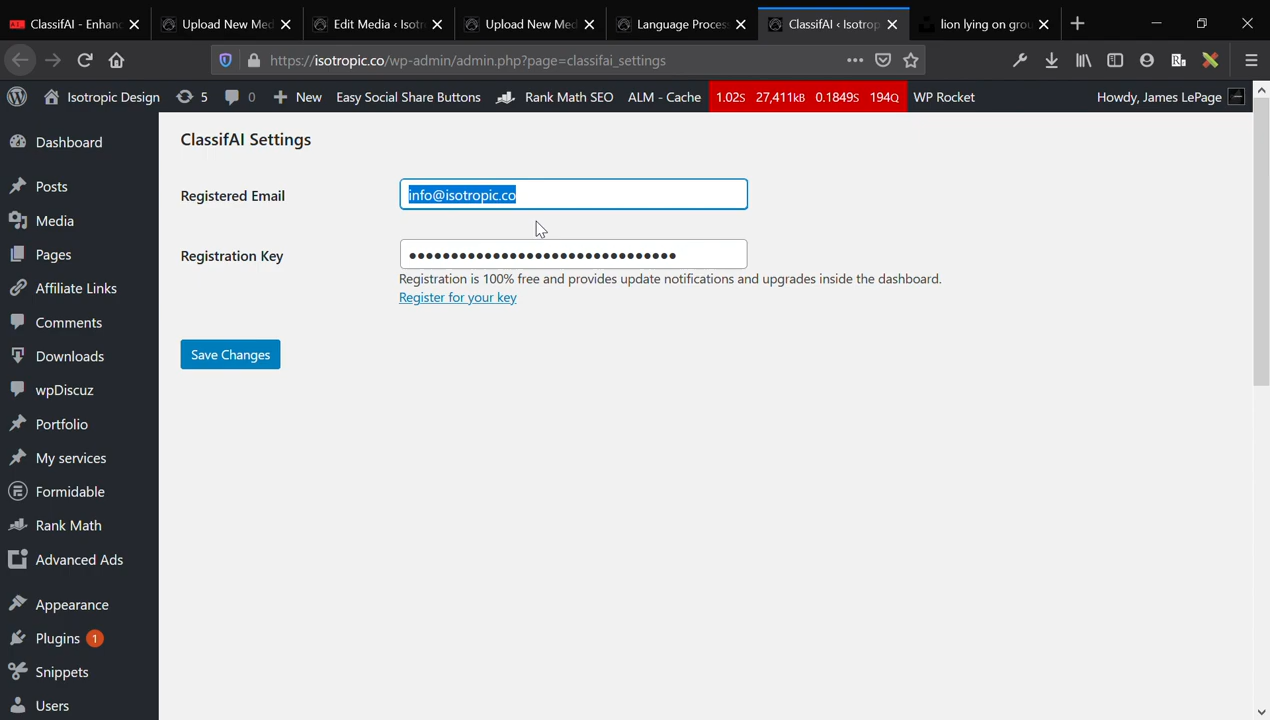 ClassifAI - Enhanc
Upload New Med
Edit Media ‹ Isotr
Upload New Med
Language Proces
ClassifAI ‹ Isotrop
lion lying on grou
https://isotropic.co/wp-admin/admin.php?page=classifai_settings
Isotropic Design
5
0
New
Easy Social Share Buttons
Rank Math SEO
ALM - Cache
1.02S 27,411KB 0.1849S 194Q
WP Rocket
Howdy, James LePage
Dashboard
Posts
Media
Pages
Affiliate Links
Comments
Downloads
wpDiscuz
Portfolio
My services
Formidable
Rank Math
Advanced Ads
Appearance
Plugins 1
Snippets
Users
ClassifAI Settings
Registered Email
info@isotropic.co
Registration Key
••••••••••••••••••••••••••••••••
Registration is 100% free and provides update notifications and upgrades inside the dashboard.
Register for your key
Save Changes